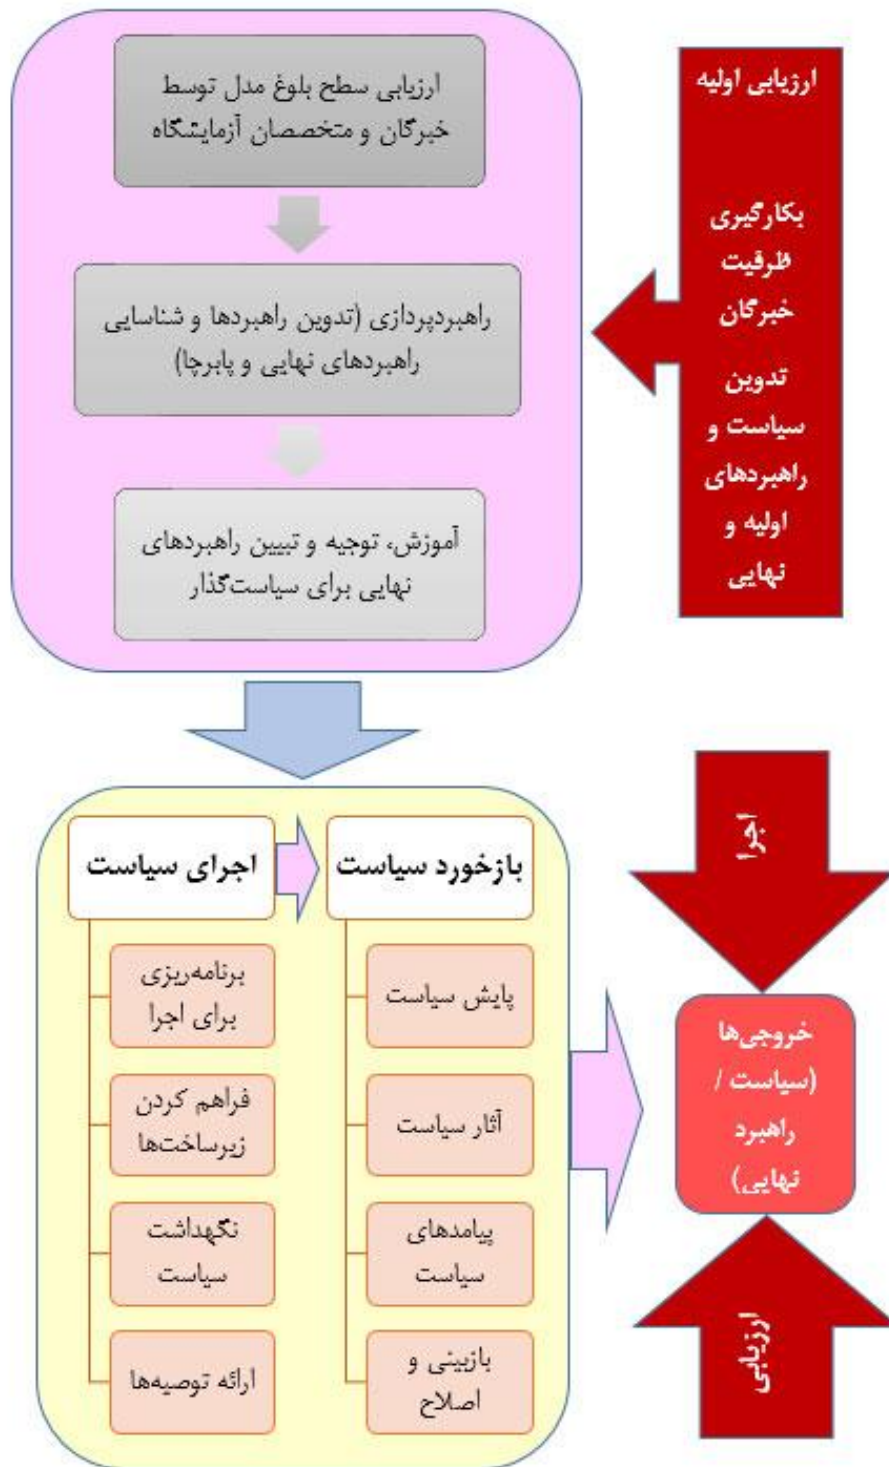 ارزیابی اولیه
بکارگیری
ظرفیت
خبرگان
تدوین
سیاست و
راهبردهای
اولیه و
نهایی
ارزیابی سطح بلوغ مدل توسط
خبرگان و متخصصان آزمایشگاه
راهبردپردازی (تدوین راهبردها و شناسایی
راهبردهای نهایی و پابرچا)
آموزش، توجیه و تبیین راهبردهای
نهایی برای سیاست‌گذار
اجرای سیاست
برنامه‌ریزی
برای اجرا
فراهم کردن
زیرساخت‌ها
نگهداشت
سیاست
ارائه توصیه‌ها
بازخورد سیاست
پایش سیاست
آثار سیاست
پیامدهای
سیاست
بازبینی و
اصلاح
اجرا
خروجی‌ها
(سیاست /
راهبرد
نهایی)
ارزیابی